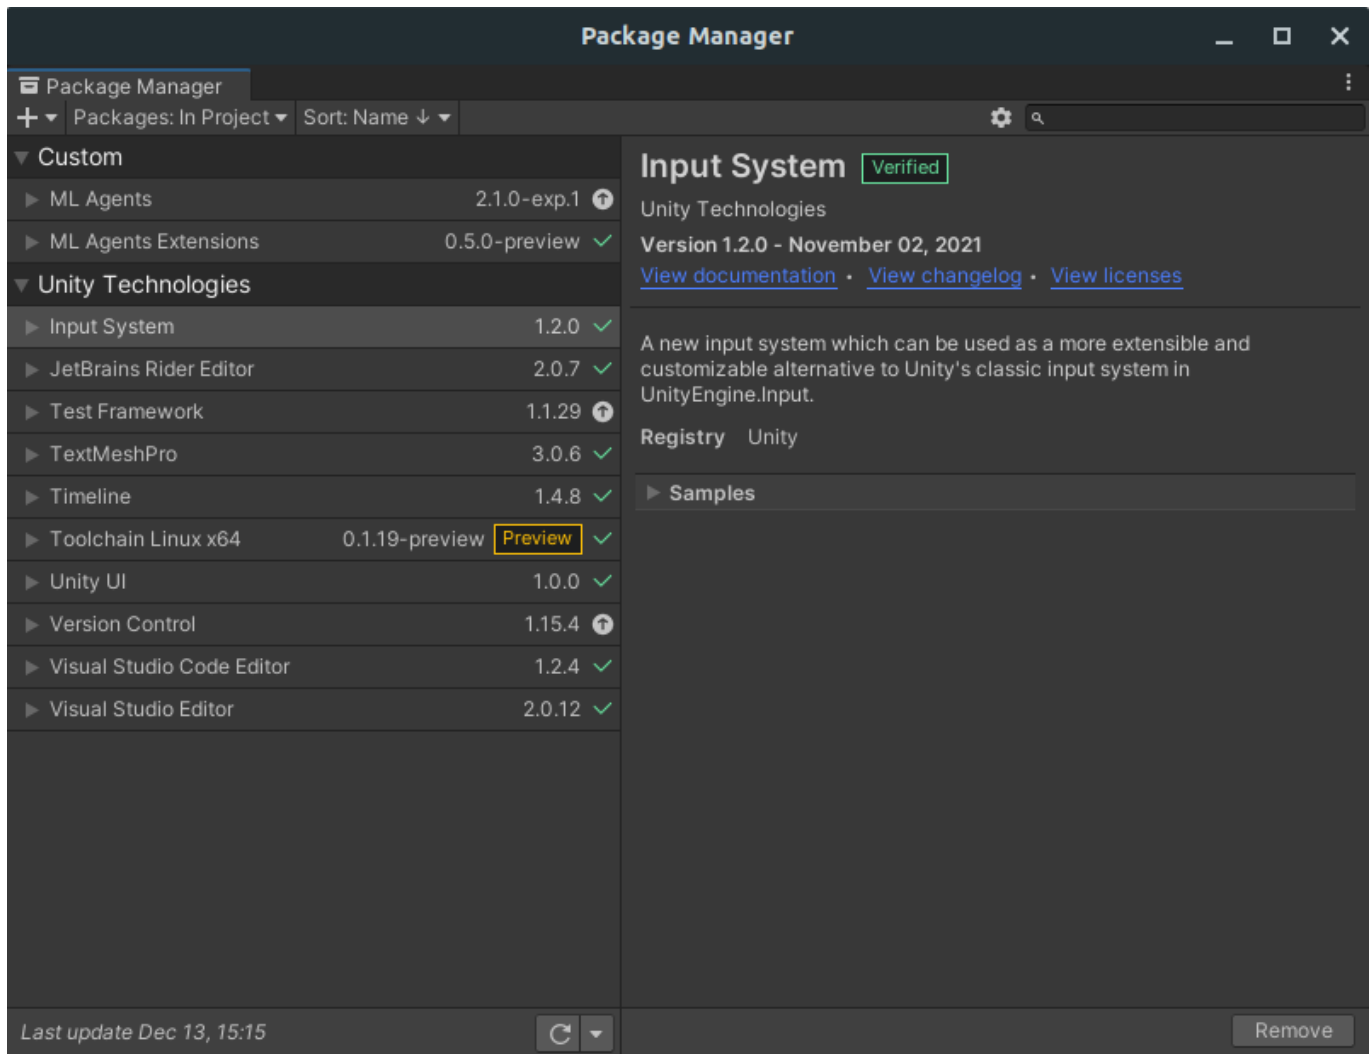 Package Manager
Package Manager
Packages: In Project Sort: Name ↓
Custom
ML Agents 2.1.0-exp.1
ML Agents Extensions 0.5.0-preview
Unity Technologies
Input System 1.2.0
JetBrains Rider Editor 2.0.7
Test Framework 1.1.29
TextMeshPro 3.0.6
Timeline 1.4.8
Toolchain Linux x64 0.1.19-preview Preview
Unity UI 1.0.0
Version Control 1.15.4
Visual Studio Code Editor 1.2.4
Visual Studio Editor 2.0.12
Last update Dec 13, 15:15
Input System Verified
Unity Technologies
Version 1.2.0 - November 02, 2021
View documentation • View changelog • View licenses
A new input system which can be used as a more extensible and
customizable alternative to Unity's classic input system in
UnityEngine.Input.
Registry Unity
Samples
Remove